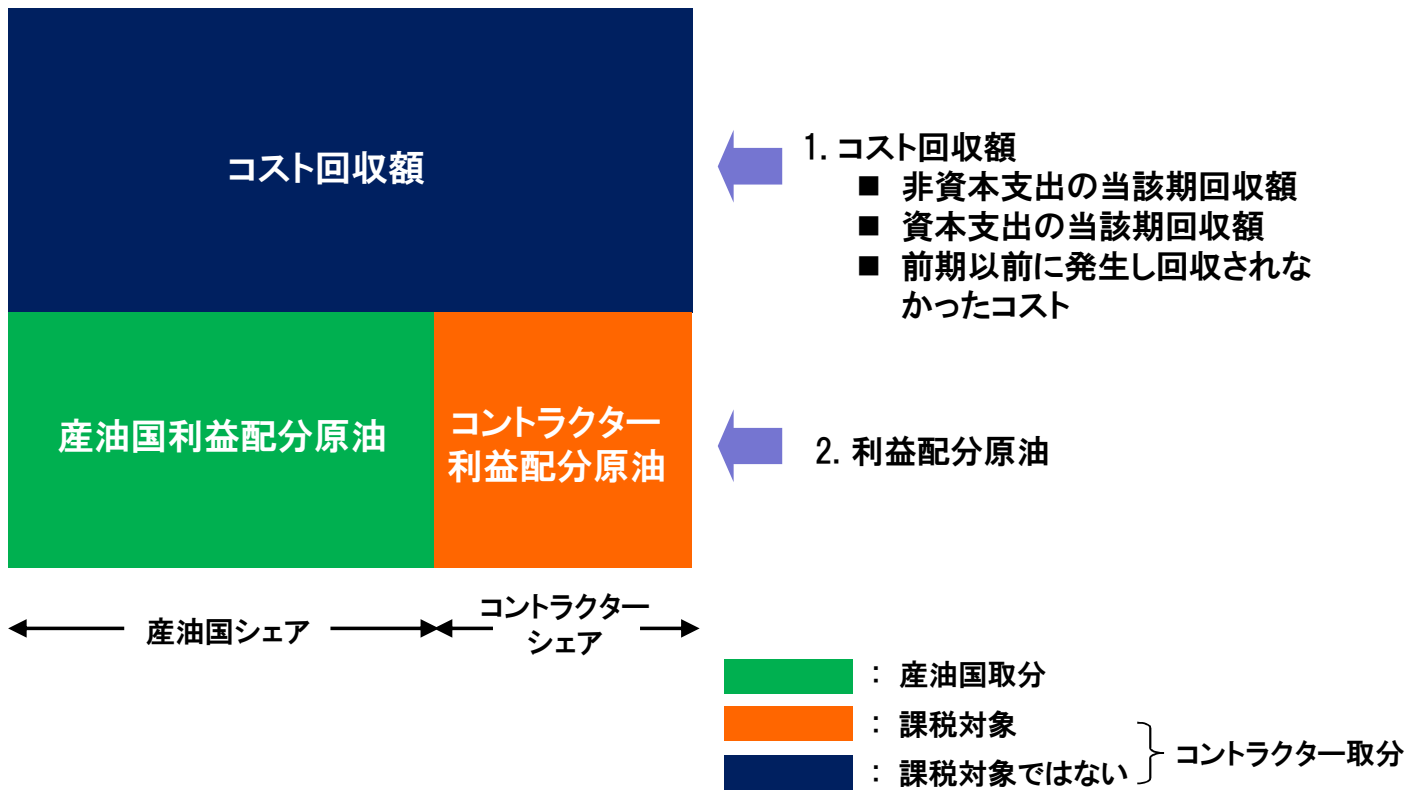 コスト回収額
1. コスト回収額
■ 非資本支出の当該期回収額
■ 資本支出の当該期回収額
■ 前期以前に発生し回収されな
かったコスト
産油国利益配分原油
コントラクター
利益配分原油
2. 利益配分原油
産油国シェア
コントラクター
シェア
： 産油国取分
： 課税対象
： 課税対象ではない
コントラクター取分